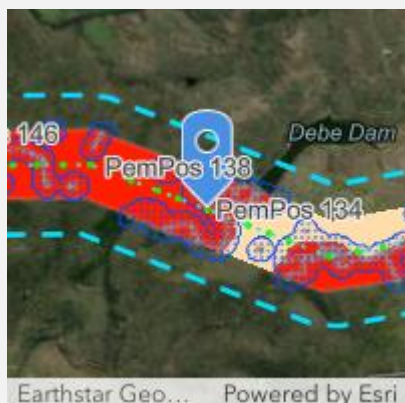 Debe Dam
146
PemPos 138
PemPos 134
Earthstar Geo... Powered by Esri